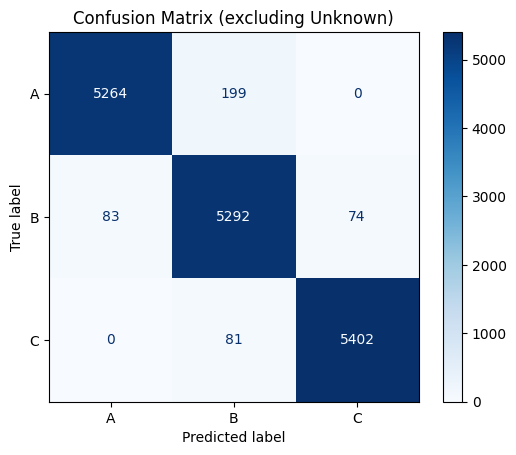 Confusion Matrix (excluding Unknown)
A 5264 199 0
B 83 5292 74
C 0 81 5402
A B C
Predicted label
True label
5000
4000
3000
2000
1000
0